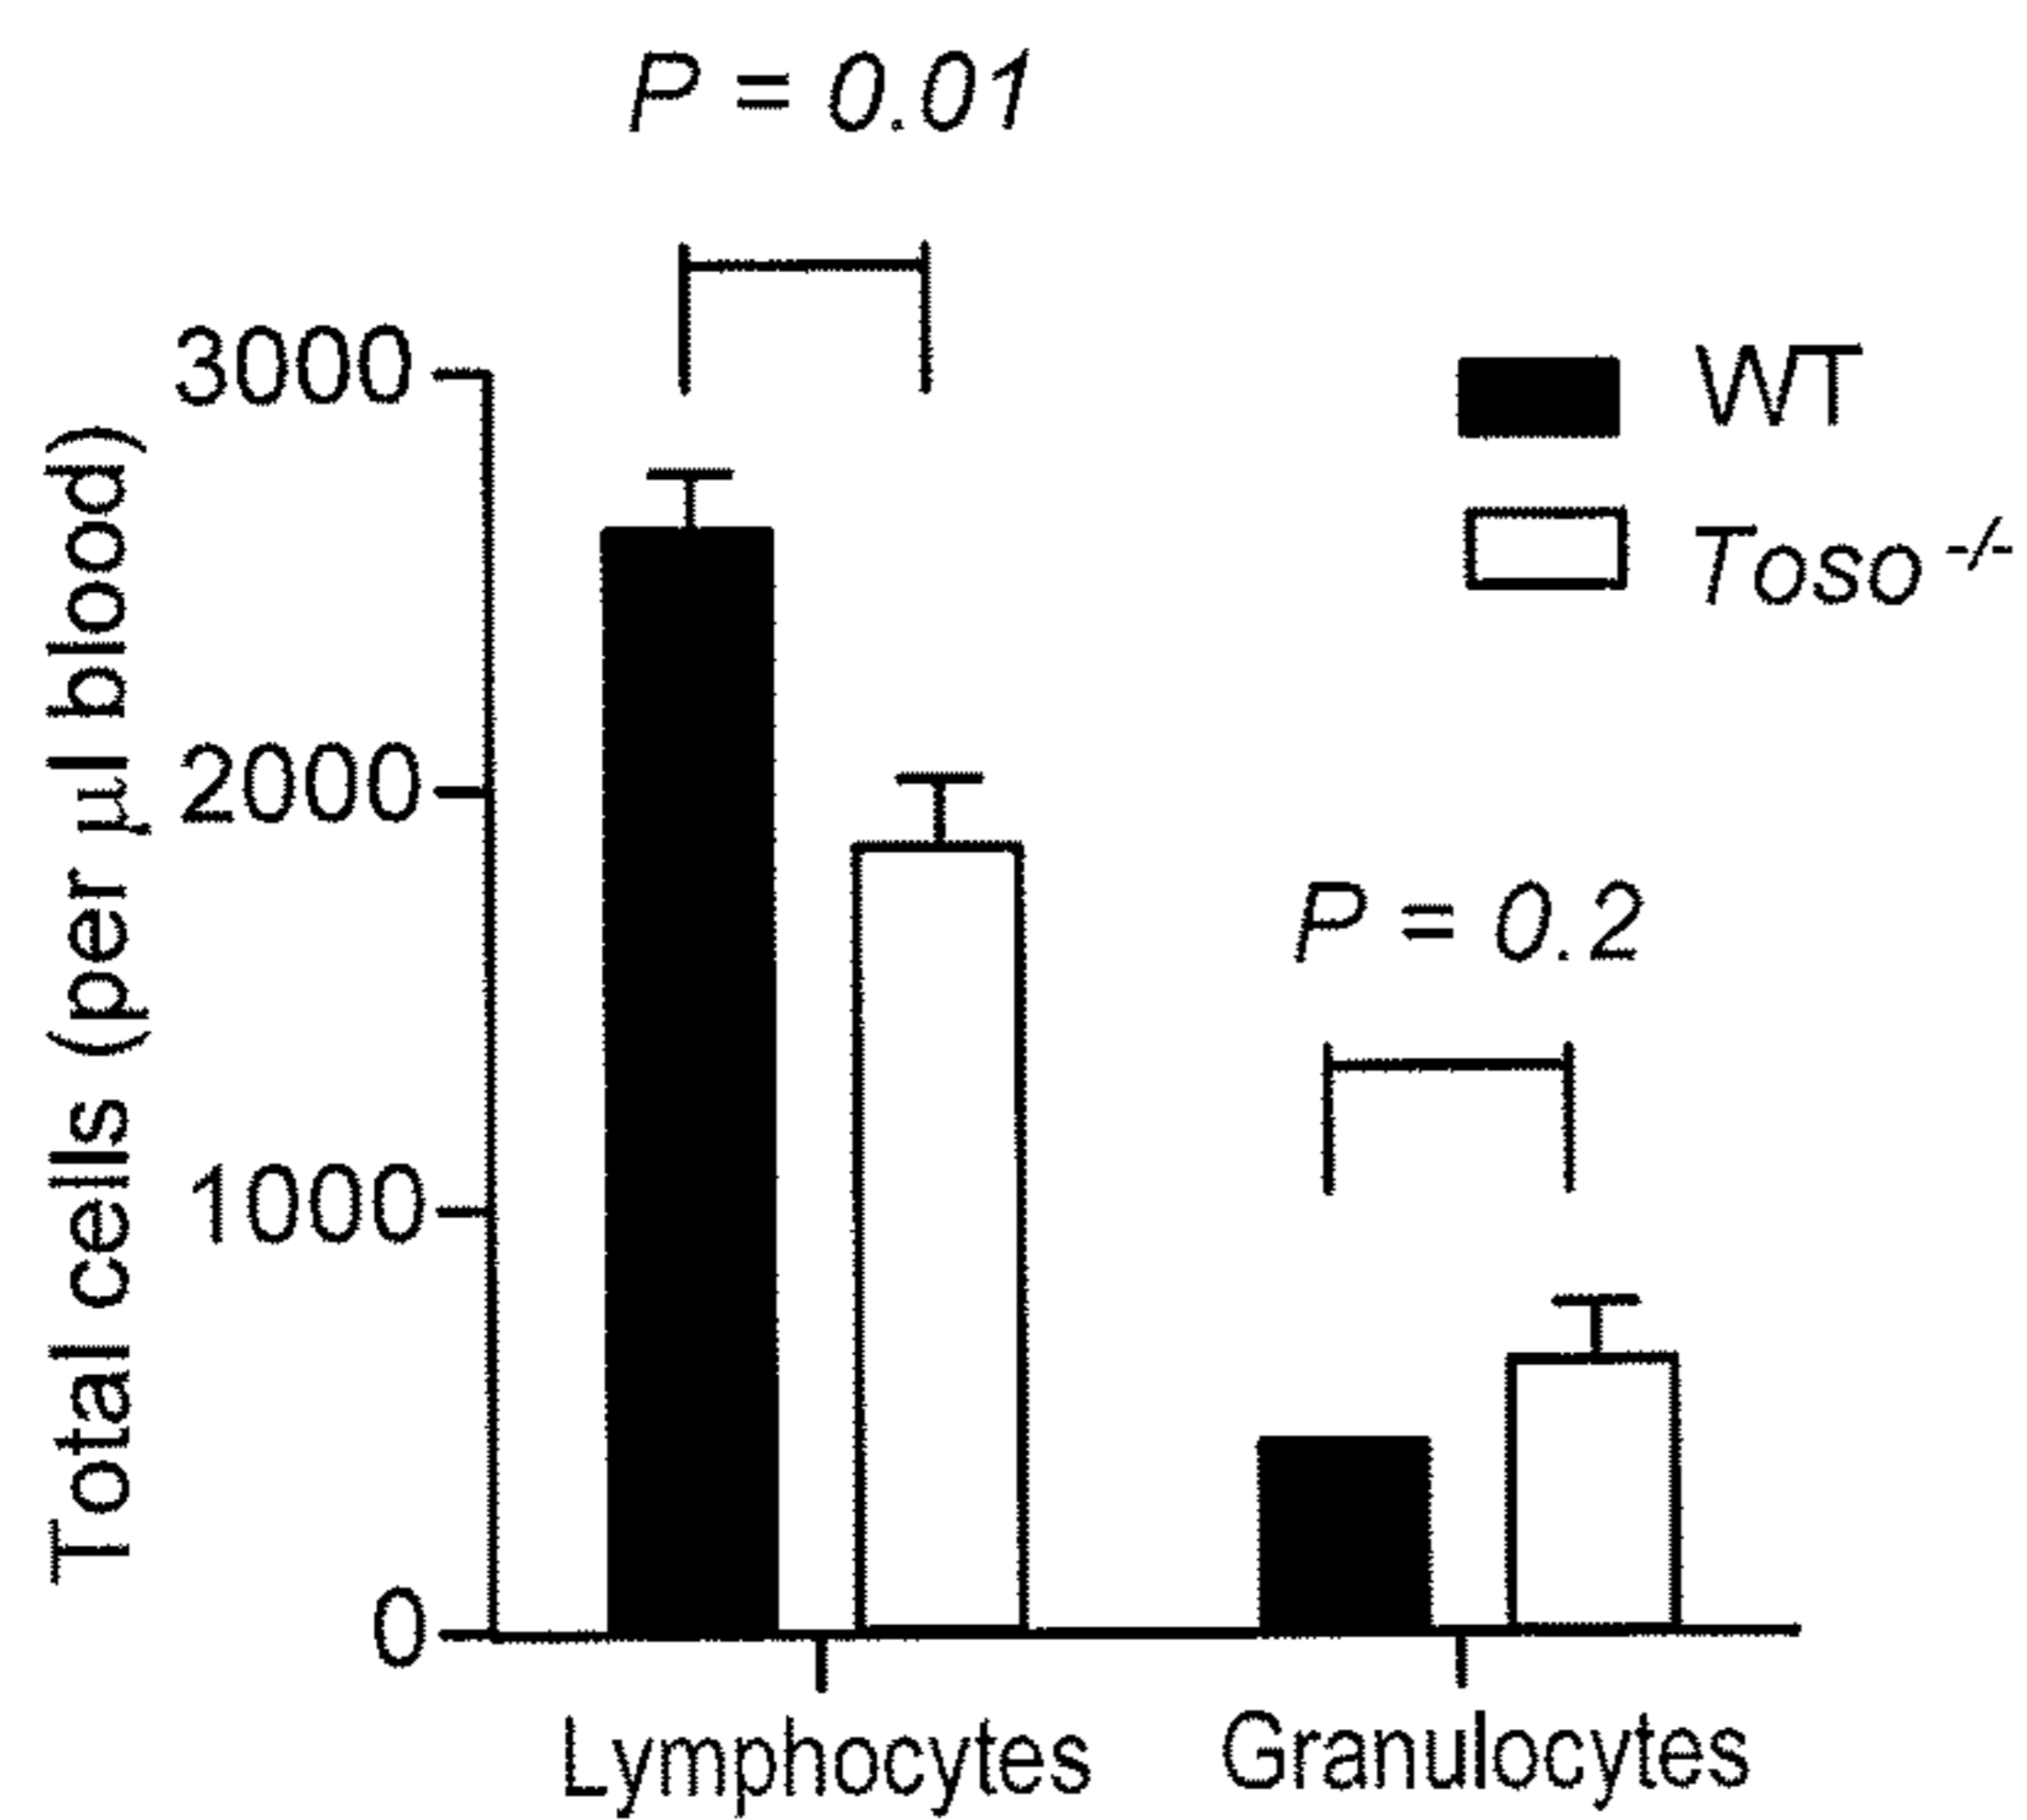 P = 0.01
3000
2000
1000
0
Total cells (per µl blood)
WT
Toso -/-
P = 0.2
Lymphocytes
Granulocytes